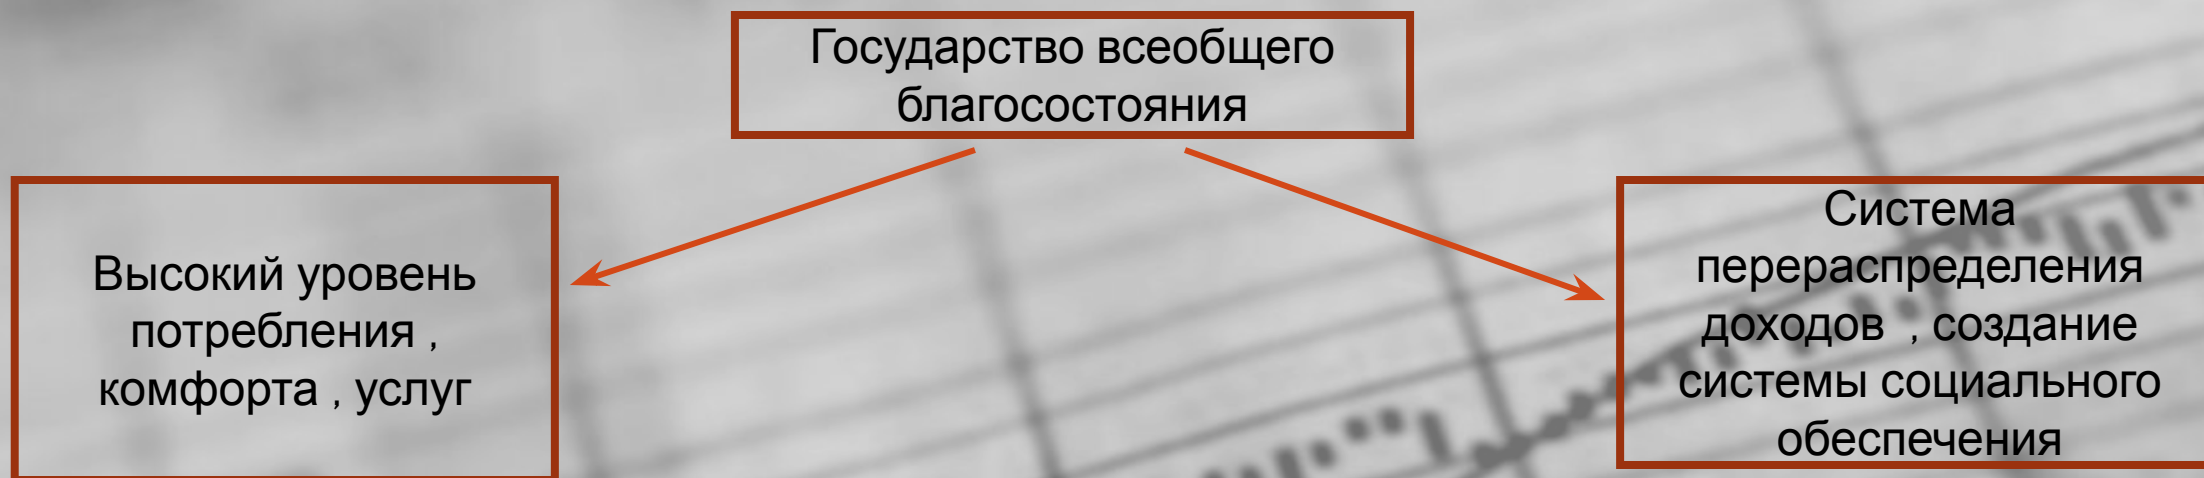 Государство всеобщего
благосостояния
Высокий уровень
потребления ,
комфорта , услуг
Система
перераспределения
доходов , создание
системы социального
обеспечения